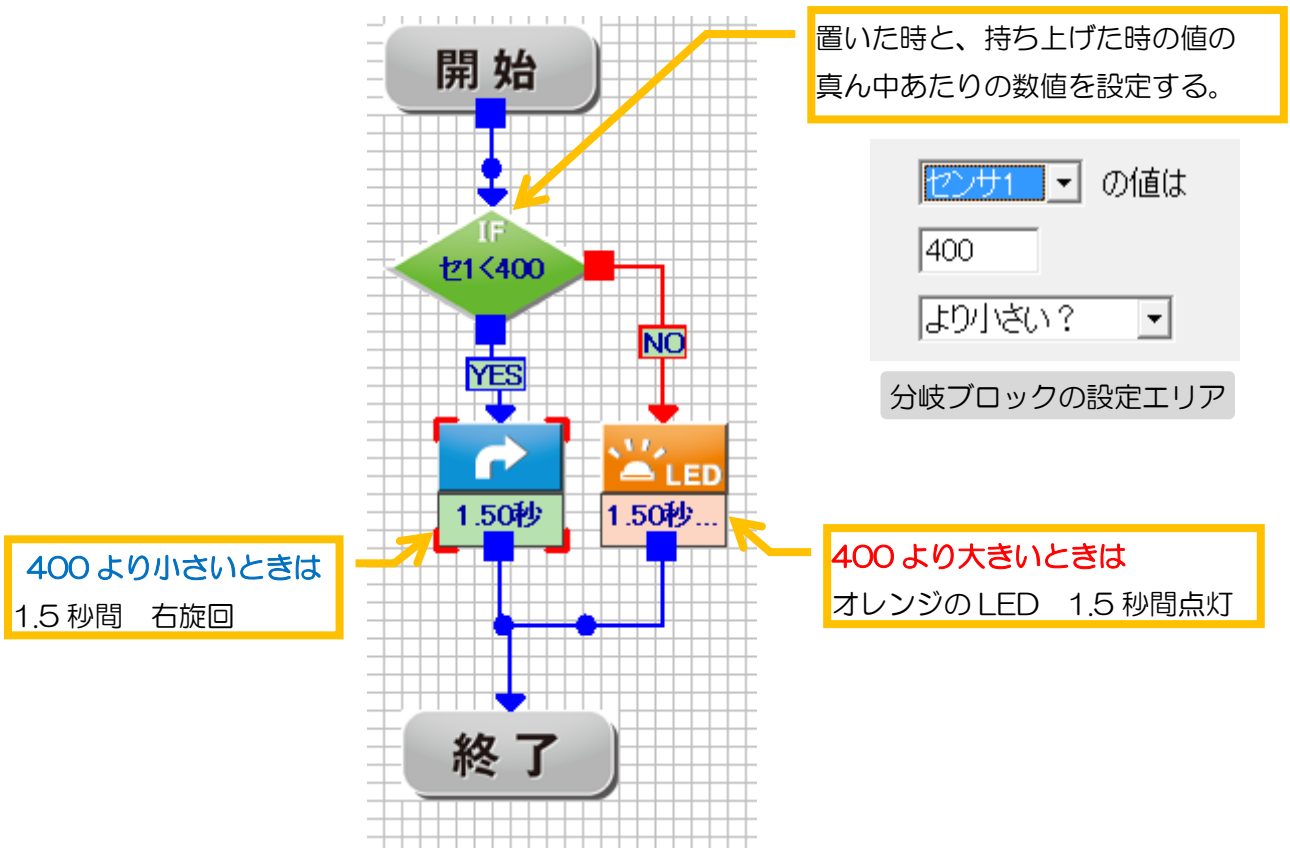 開始
置いた時と、持ち上げた時の値の
真ん中あたりの数値を設定する。
センサ1 の値は
400
より小さい？
分岐ブロックの設定エリア
IF
セ1<400
NO
YES
LED
1.50秒
1.50秒...
400より小さいときは
1.5秒間　右旋回
400より大きいときは
オレンジのLED　1.5秒間点灯
終了